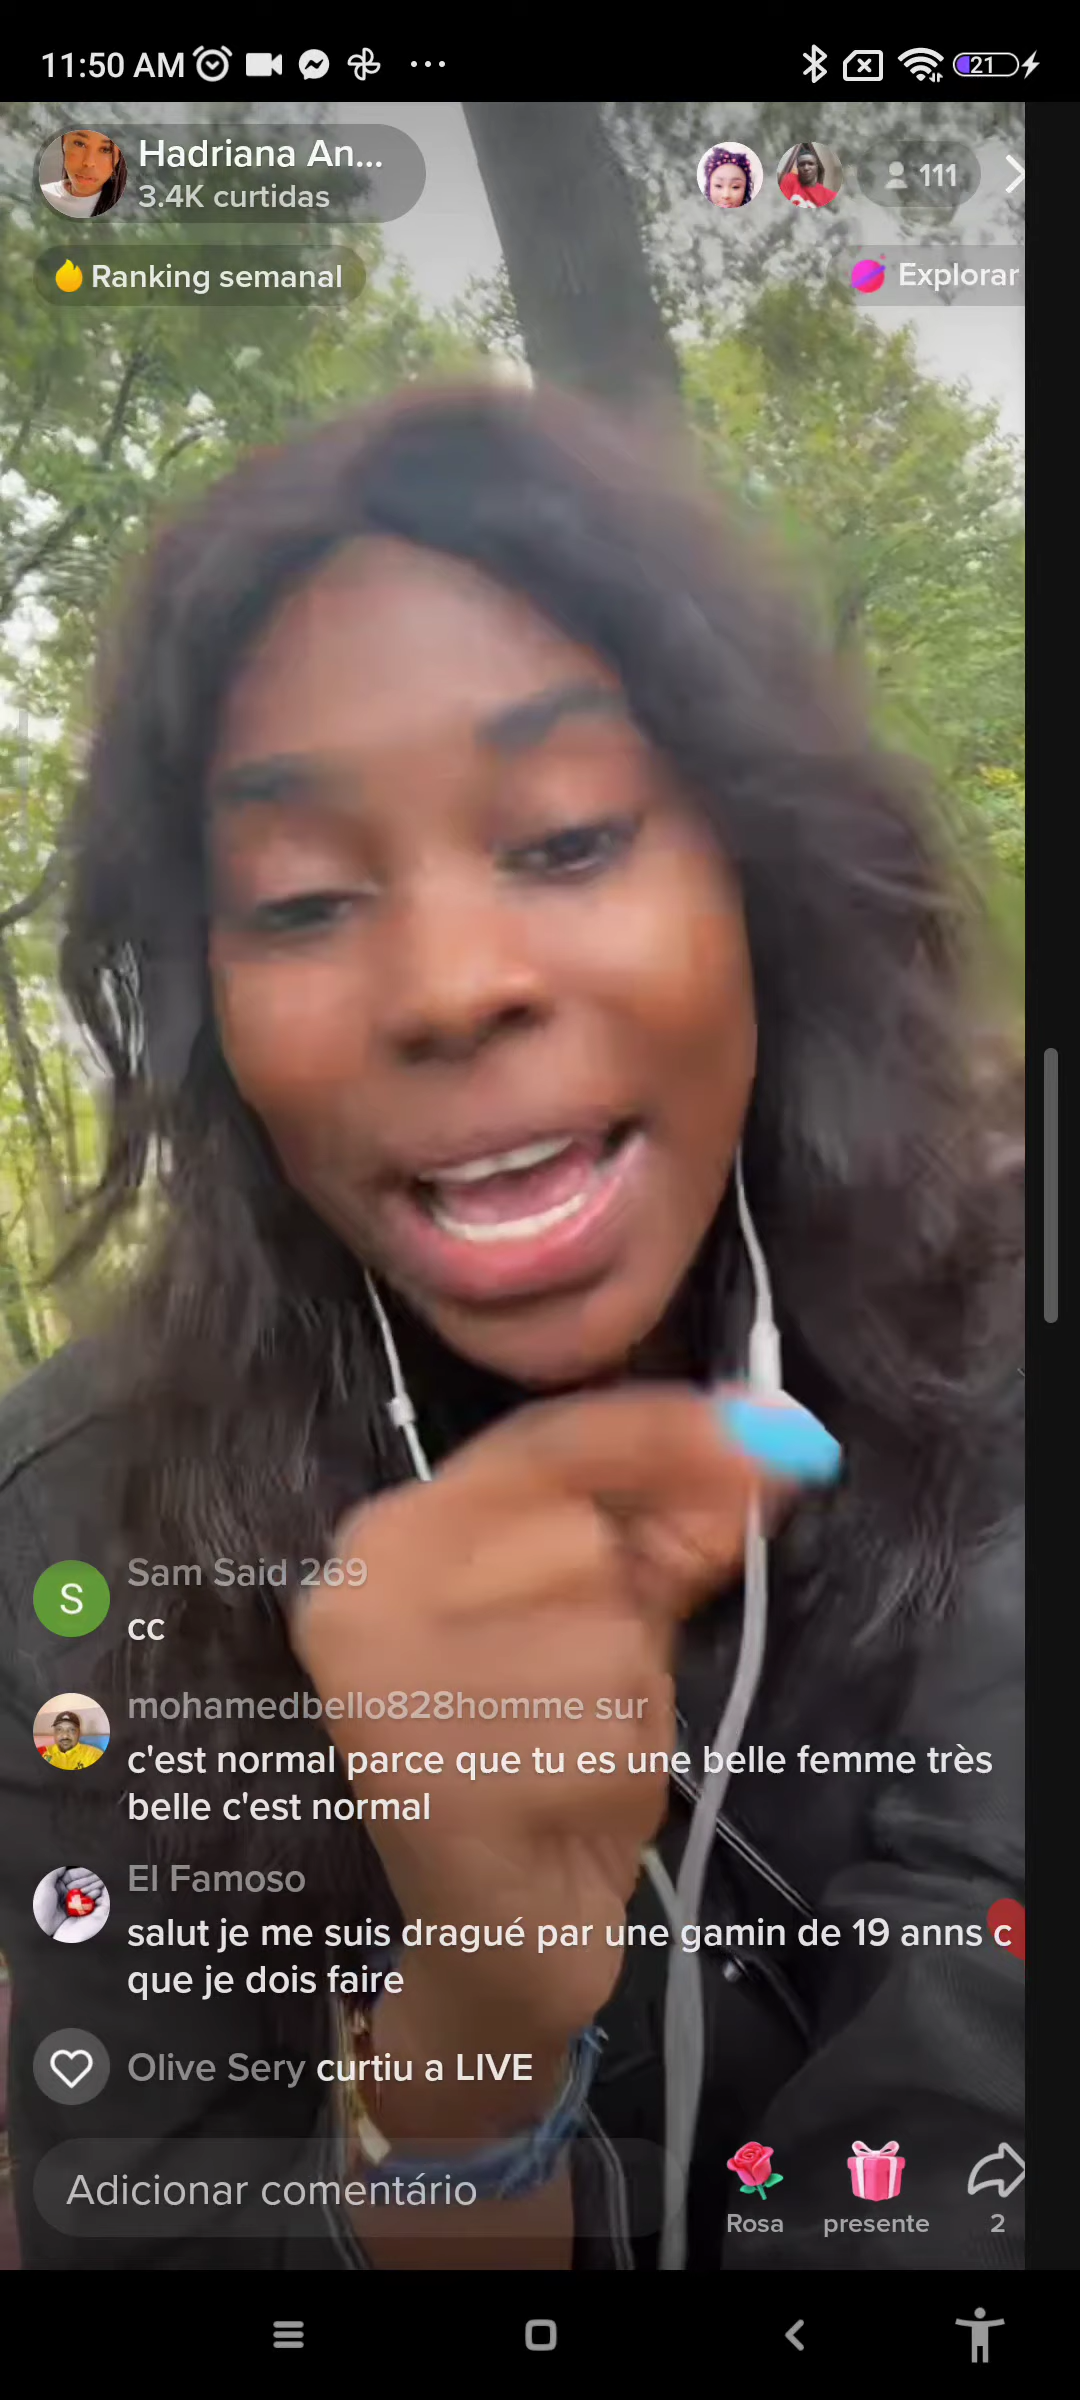 11:50 AM
21
Hadriana An...
3.4K curtidas
111
Ranking semanal
Explorar
Sam Said 269
cc
mohamedbello828homme sur
c'est normal parce que tu es une belle femme très
belle c'est normal
El Famoso
salut je me suis dragué par une gamin de 19 anns c
que je dois faire
Olive Sery curtiu a LIVE
Adicionar comentário
Rosa
presente
2
S